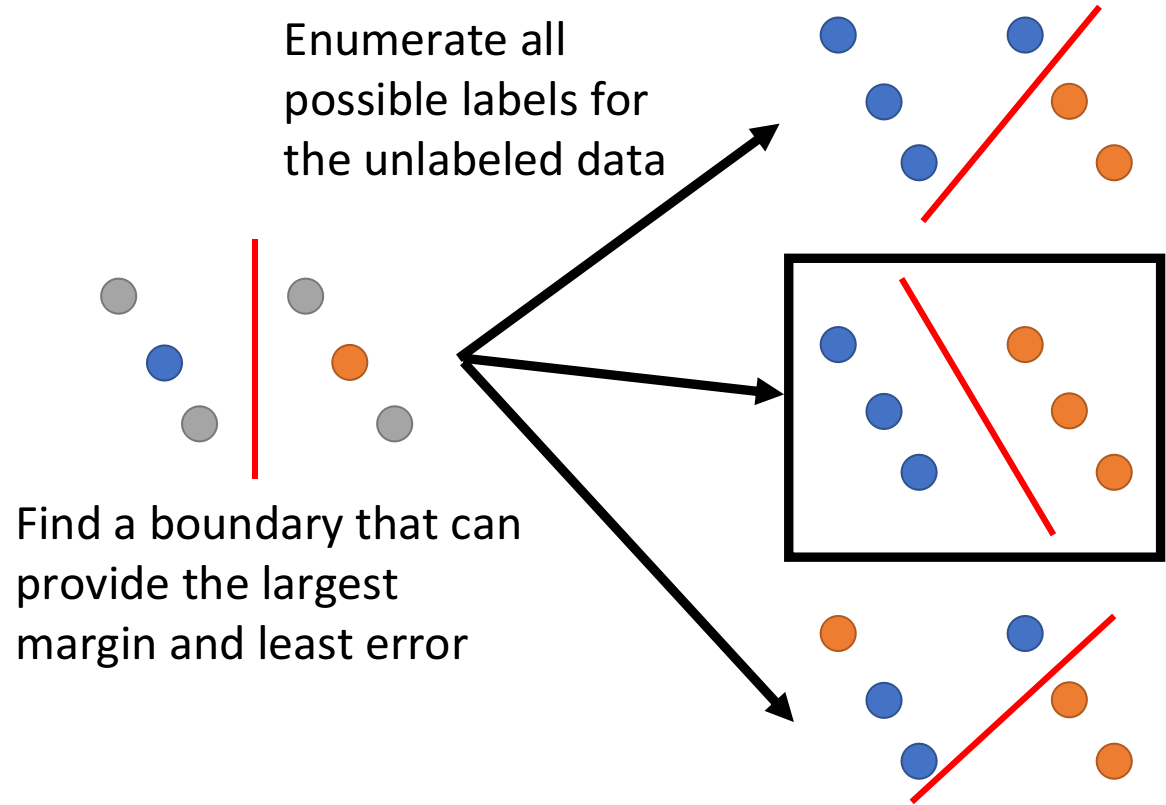 Enumerate all
possible labels for
the unlabeled data
Find a boundary that can
provide the largest
margin and least error